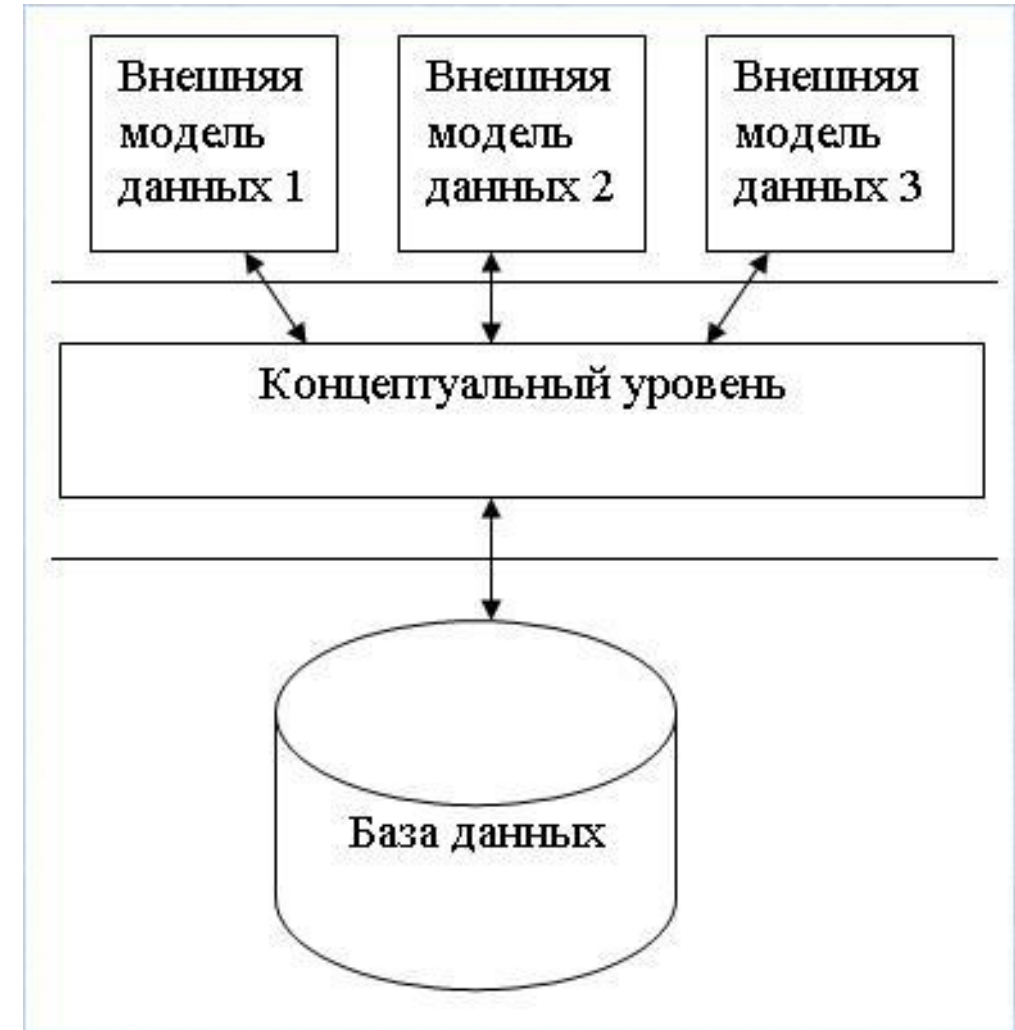 Внешняя
модель
данных 1
Внешняя
модель
данных 2
Внешняя
модель
данных 3
Концептуальный уровень
База данных